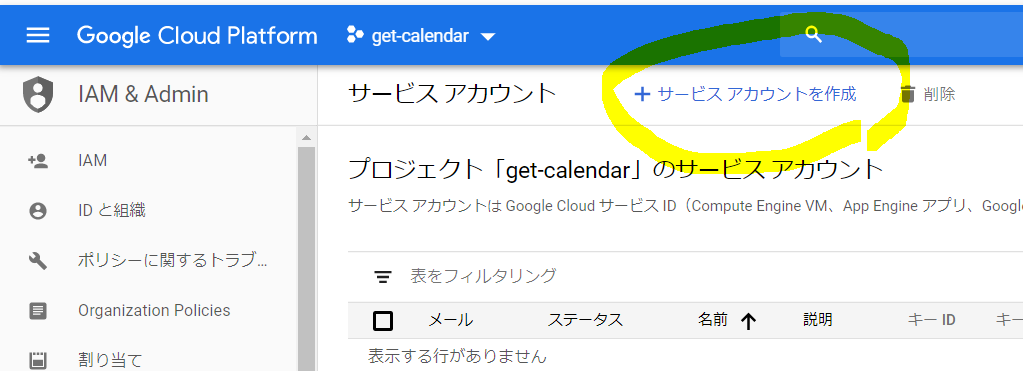 Google Cloud Platform get-calendar
IAM & Admin
サービス アカウント
サービス アカウントを作成
削除
IAM
ID と組織
ポリシーに関するトラブ...
Organization Policies
割り当て
プロジェクト「get-calendar」のサービス アカウント
サービス アカウントは Google Cloud サービス ID（Compute Engine VM、App Engine アプリ、Google
表をフィルタリング
メール ステータス 名前 説明 キー ID キー
表示する行がありません